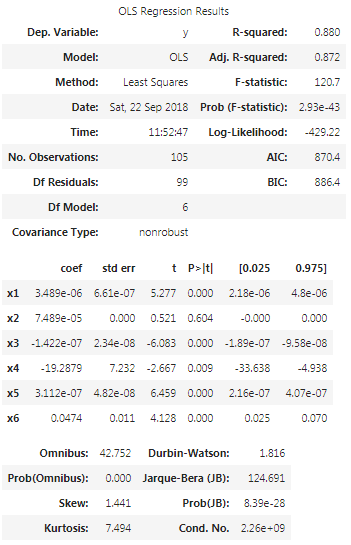 OLS Regression Results
Dep. Variable: y R-squared: 0.880
Model: OLS Adj. R-squared: 0.872
Method: Least Squares F-statistic: 120.7
Date: Sat, 22 Sep 2018 Prob (F-statistic): 2.93e-43
Time: 11:52:47 Log-Likelihood: -429.22
No. Observations: 105 AIC: 870.4
Df Residuals: 99 BIC: 886.4
Df Model: 6
Covariance Type: nonrobust
coef std err t P>|t| [0.025 0.975]
x1 3.489e-06 6.61e-07 5.277 0.000 2.18e-06 4.8e-06
x2 7.489e-05 0.000 0.521 0.604 -0.000 0.000
x3 -1.422e-07 2.34e-08 -6.083 0.000 -1.89e-07 -9.58e-08
x4 -19.2879 7.232 -2.667 0.009 -33.638 -4.938
x5 3.112e-07 4.82e-08 6.459 0.000 2.16e-07 4.07e-07
x6 0.0474 0.011 4.128 0.000 0.025 0.070
Omnibus: 42.752 Durbin-Watson: 1.816
Prob(Omnibus): 0.000 Jarque-Bera (JB): 124.691
Skew: 1.441 Prob(JB): 8.39e-28
Kurtosis: 7.494 Cond. No. 2.26e+09